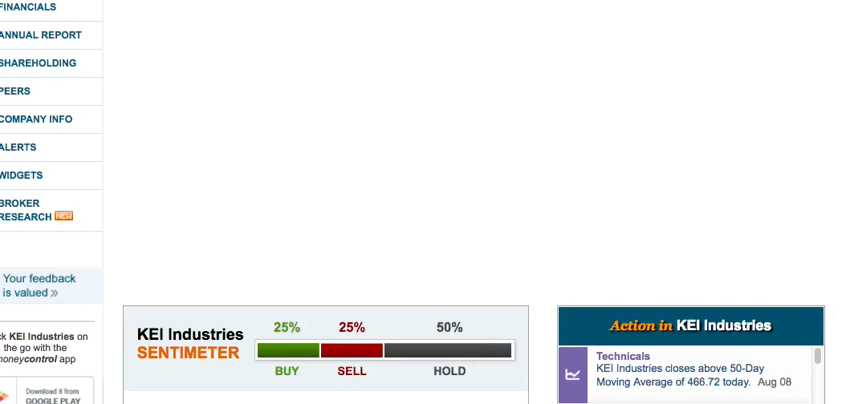 FINANCIALS
ANNUAL REPORT
SHAREHOLDING
PEERS
COMPANY INFO
ALERTS
WIDGETS
BROKER
RESEARCH NEW
Your feedback
is valued »
KEI Industries on
the go with the
moneycontrol app
Download it from
GOOGLE PLAY
25% 25% 50%
KEI Industries
SENTIMETER
BUY SELL HOLD
Action in KEI Industries
Technicals
KEI Industries closes above 50-Day
Moving Average of 466.72 today. Aug 08